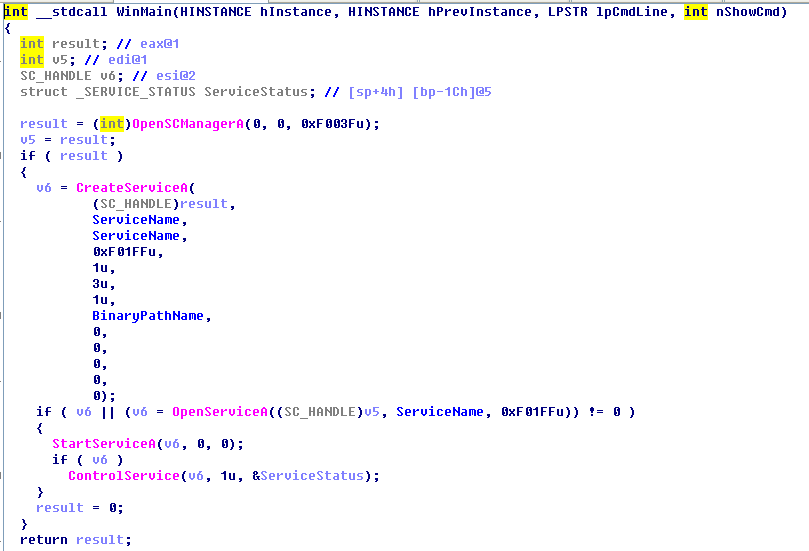 int __stdcall WinMain(HINSTANCE hInstance, HINSTANCE hPrevInstance, LPSTR lpCmdLine, int nShowCmd)
{
  int result; // eax@1
  int v5; // edi@1
  SC_HANDLE v6; // esi@2
  struct _SERVICE_STATUS ServiceStatus; // [sp+4h] [bp-1Ch]@5

  result = (int)OpenSCManagerA(0, 0, 0xF003Fu);
  v5 = result;
  if ( result )
  {
    v6 = CreateServiceA(
           (SC_HANDLE)result,
           ServiceName,
           ServiceName,
           0xF01FFu,
           1u,
           3u,
           1u,
           BinaryPathName,
           0,
           0,
           0,
           0,
           0);
    if ( v6 || (v6 = OpenServiceA((SC_HANDLE)v5, ServiceName, 0xF01FFu)) != 0 )
    {
      StartServiceA(v6, 0, 0);
      if ( v6 )
        ControlService(v6, 1u, &ServiceStatus);
    }
    result = 0;
  }
  return result;